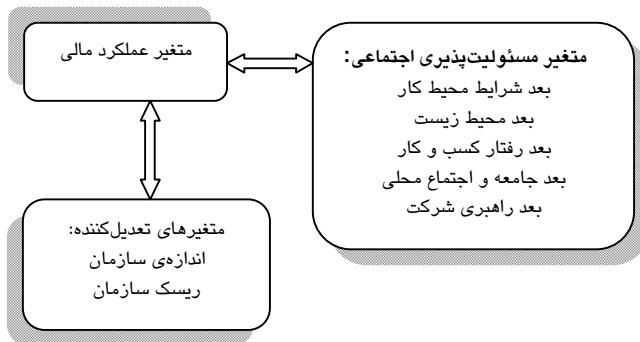 متغیر عملکرد مالی
متغیر مسئولیت‌پذیری اجتماعی:
بعد شرایط محیط کار
بعد محیط زیست
بعد رفتار کسب و کار
بعد جامعه و اجتماع محلی
بعد راهبری شرکت
متغیرهای تعدیل‌کننده:
اندازه‌ی سازمان
ریسک سازمان